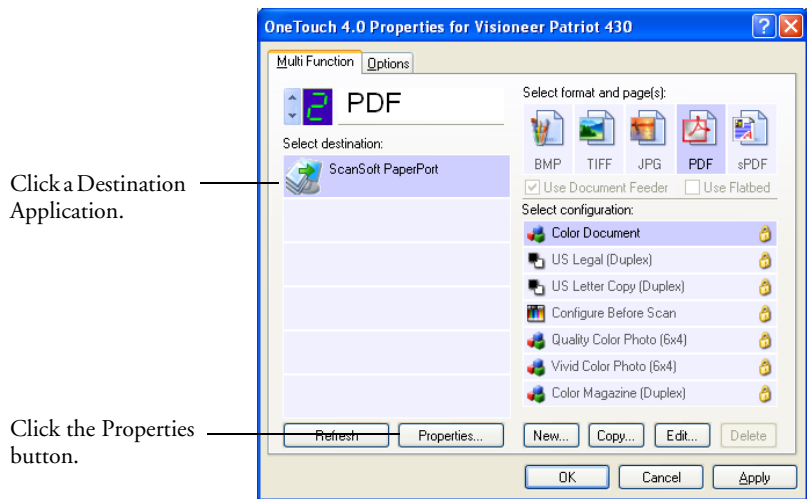 OneTouch 4.0 Properties for Visioneer Patriot 430
Multi Function
Options
2
PDF
Select destination:
ScanSoft PaperPort
Click a Destination
Application.
Select format and page(s):
BMP
TIFF
JPG
PDF
sPDF
Use Document Feeder
Use Flatbed
Select configuration:
Color Document
US Legal (Duplex)
US Letter Copy (Duplex)
Configure Before Scan
Quality Color Photo (6x4)
Vivid Color Photo (6x4)
Color Magazine (Duplex)
Click the Properties
button.
Refresh
Properties...
New...
Copy...
Edit...
Delete
OK
Cancel
Apply